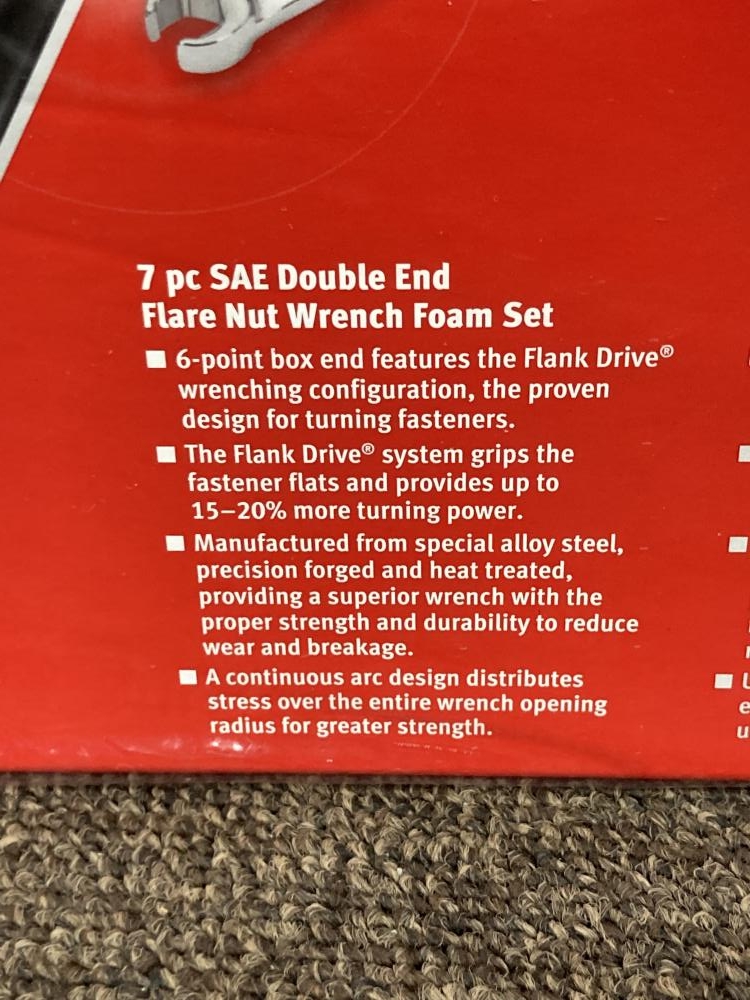 7 pc SAE Double End
Flare Nut Wrench Foam Set
■ 6-point box end features the Flank Drive®
wrenching configuration, the proven
design for turning fasteners.
■ The Flank Drive® system grips the
fastener flats and provides up to
15–20% more turning power.
■ Manufactured from special alloy steel,
precision forged and heat treated,
providing a superior wrench with the
proper strength and durability to reduce
wear and breakage.
■ A continuous arc design distributes
stress over the entire wrench opening
radius for greater strength.